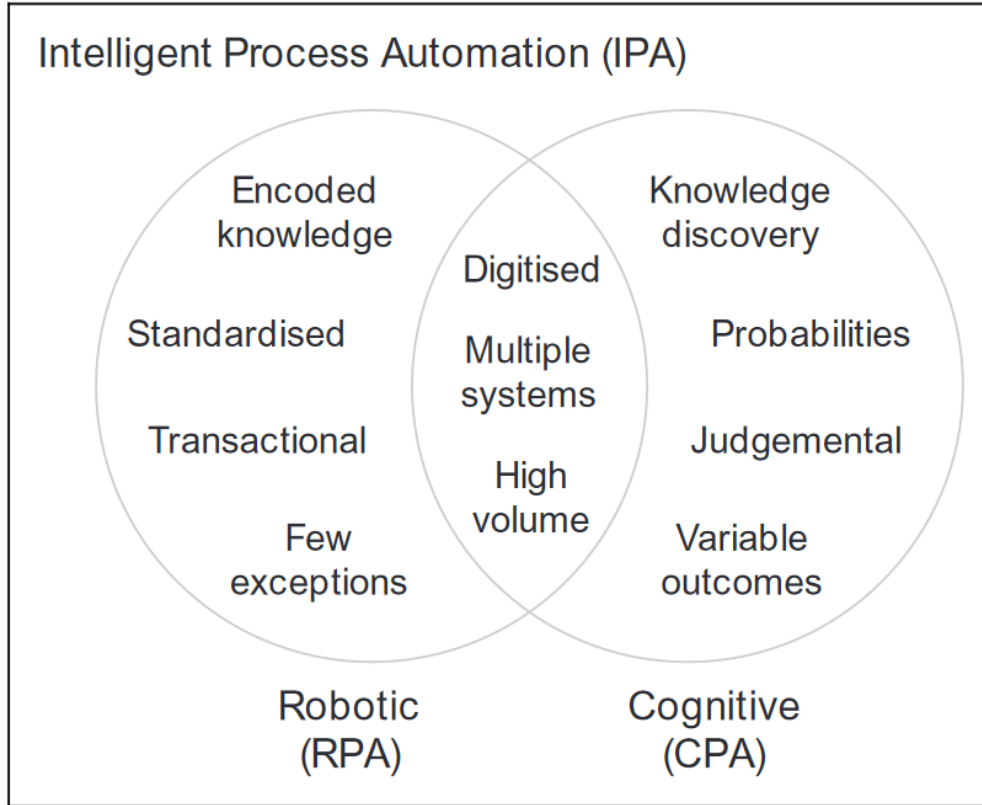 Intelligent Process Automation (IPA)
Encoded
knowledge
Standardised
Transactional
Few
exceptions
Digitised
Multiple
systems
High
volume
Knowledge
discovery
Probabilities
Judgemental
Variable
outcomes
Robotic
(RPA)
Cognitive
(CPA)